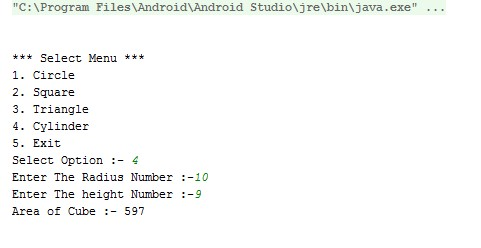 "C:\Program Files\Android\Android Studio\jre\bin\java.exe" ...
*** Select Menu ***
1. Circle
2. Square
3. Triangle
4. Cylinder
5. Exit
Select Option :- 4
Enter The Radius Number :-10
Enter The height Number :-9
Area of Cube :- 597